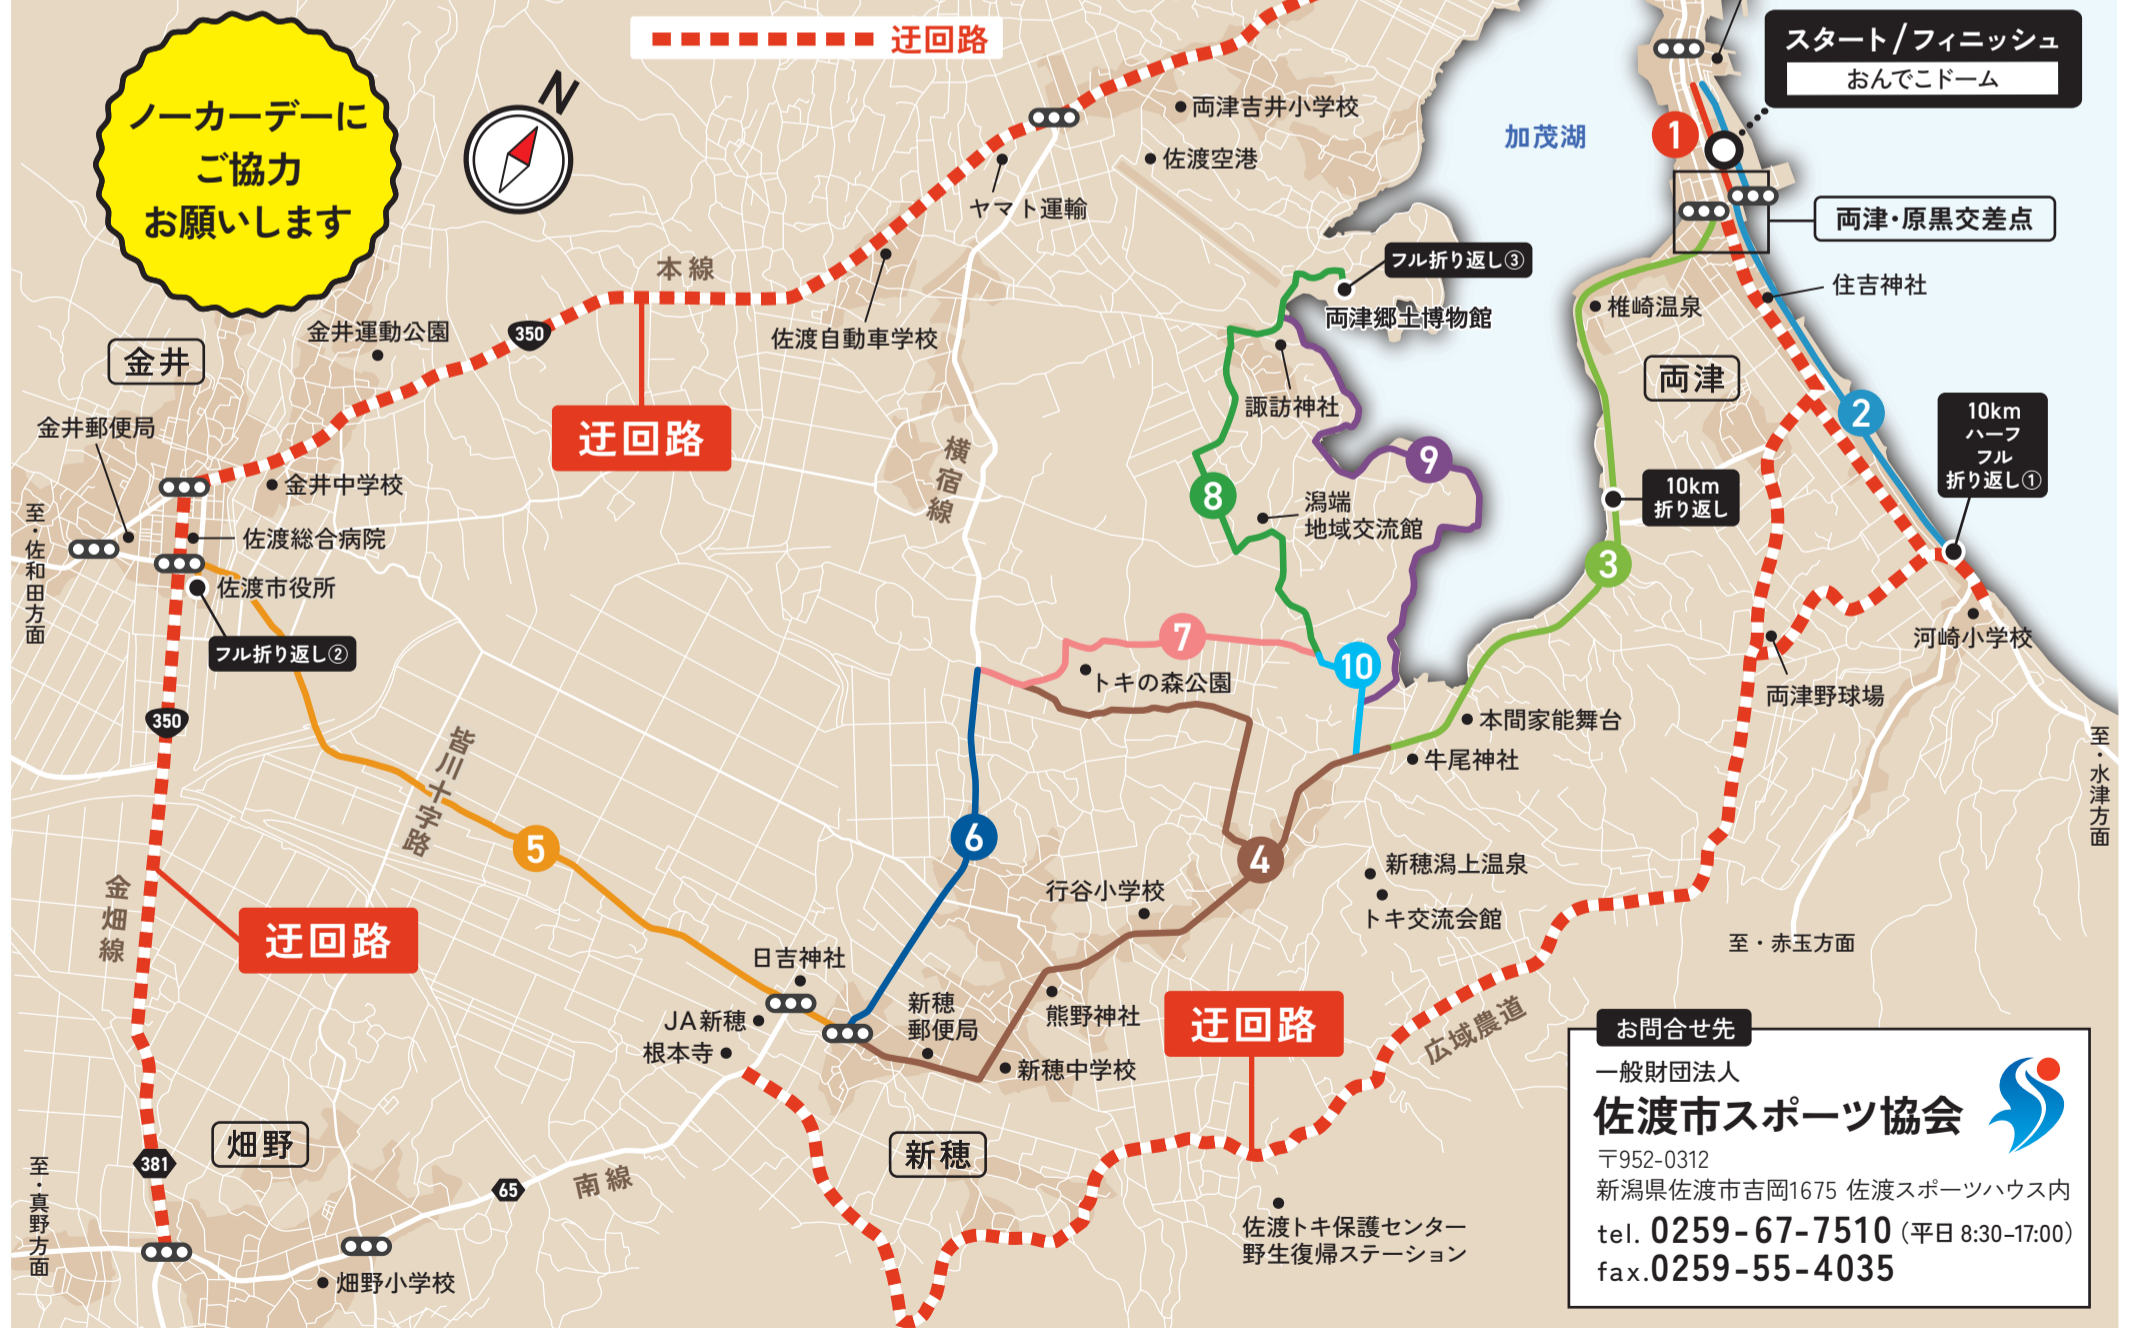 ノーカーデーに
ご協力
お願いします
N
迂回路
スタート/フィニッシュ
おんでこドーム
両津吉井小学校
佐渡空港
加茂湖
1
ヤマト運輸
両津・原黒交差点
本線
フル折り返し③
両津郷土博物館
住吉神社
椎崎温泉
佐渡自動車学校
350
金井運動公園
金井
両津
諏訪神社
迂回路
金井郵便局
2
10km
ハーフ
フル
折り返し①
横宿線
9
8
金井中学校
潟端
地域交流館
10km
折り返し
至・佐和田方面
佐渡総合病院
3
佐渡市役所
フル折り返し②
7
10
河崎小学校
トキの森公園
両津野球場
350
本間家能舞台
牛尾神社
皆川十字路
至・水津方面
6
5
4
新穂潟上温泉
行谷小学校
トキ交流会館
金畑線
迂回路
至・赤玉方面
日吉神社
JA新穂
新穂
郵便局
熊野神社
迂回路
広域農道
根本寺
新穂中学校
畑野
新穂
381
至・真野方面
65
南線
佐渡トキ保護センター
野生復帰ステーション
畑野小学校
お問合せ先
一般財団法人
佐渡市スポーツ協会
〒952-0312
新潟県佐渡市吉岡1675 佐渡スポーツハウス内
tel. 0259-67-7510（平日 8:30-17:00）
fax.0259-55-4035